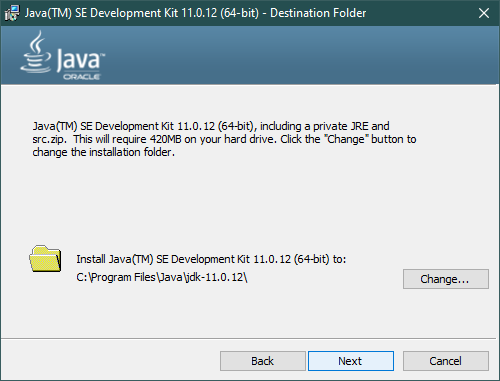 Java(TM) SE Development Kit 11.0.12 (64-bit) - Destination Folder
Java™
ORACLE
Java(TM) SE Development Kit 11.0.12 (64-bit), including a private JRE and
src.zip.  This will require 420MB on your hard drive. Click the "Change" button to
change the installation folder.
Install Java(TM) SE Development Kit 11.0.12 (64-bit) to:
C:\Program Files\Java\jdk-11.0.12\
Change...
Back
Next
Cancel